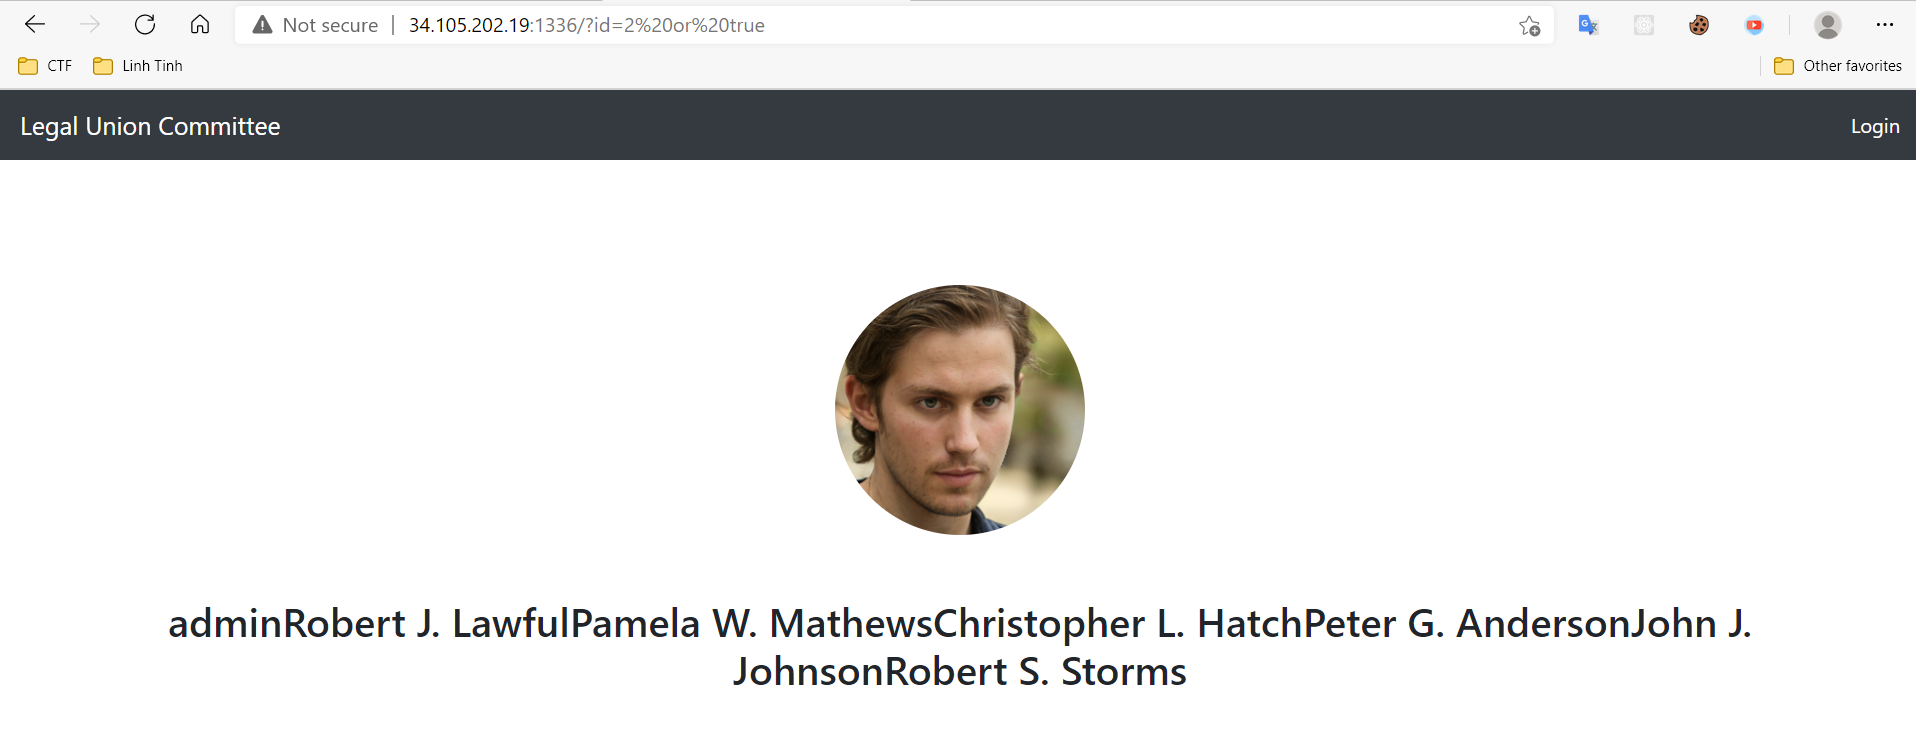 Not secure | 34.105.202.19:1336/?id=2%20or%20true
CTF Linh Tinh Other favorites
Legal Union Committee Login
adminRobert J. LawfulPamela W. MathewsChristopher L. HatchPeter G. AndersonJohn J.
JohnsonRobert S. Storms